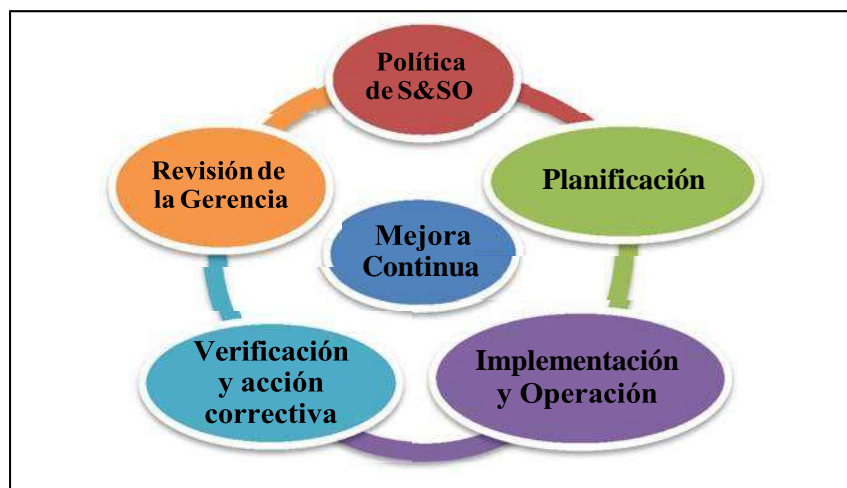 Política
de S&SO
Planificación
Implementación
y Operación
Verificación
y acción
correctiva
Revisión de
la Gerencia
Mejora
Continua